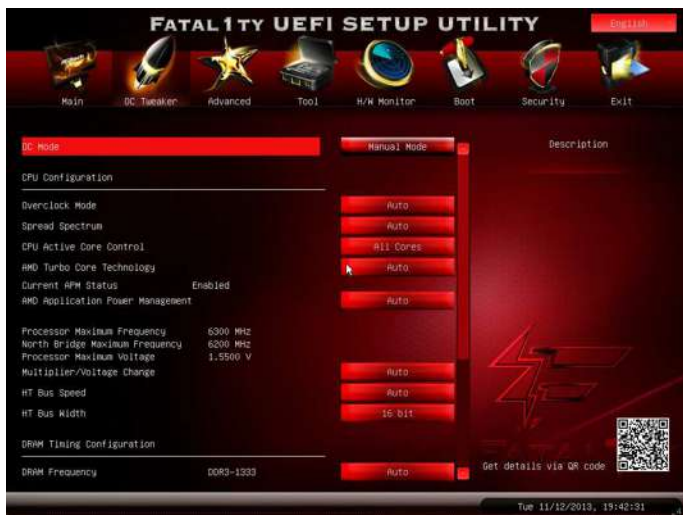 FATAL1TY UEFI SETUP UTILITY
English
Main OC Tweaker Advanced Tool H/W Monitor Boot Security Exit
OC Mode Manual Mode
Description
CPU Configuration
Overclock Mode Auto
Spread Spectrum Auto
CPU Active Core Control All Cores
AMD Turbo Core Technology Auto
Current APM Status Enabled
AMD Application Power Management Auto
Processor Maximum Frequency 6300 MHz
North Bridge Maximum Frequency 6200 MHz
Processor Maximum Voltage 1.5500 V
Multiplier/Voltage Change Auto
HT Bus Speed Auto
HT Bus Width 16 bit
DRAM Timing Configuration
DRAM Frequency DDR3-1333 Auto
Get details via QR code
Tue 11/12/2013, 19:42:31